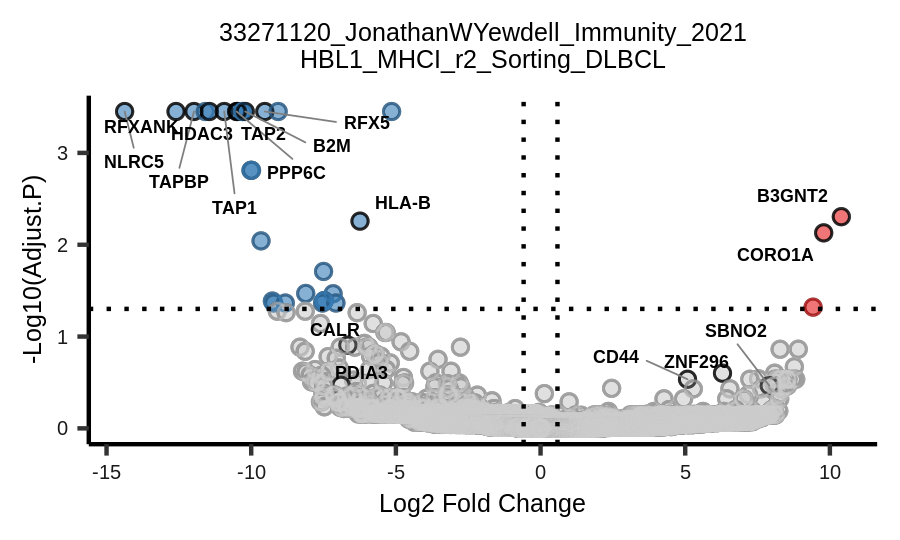 33271120_JonathanWYewdell_Immunity_2021
HBL1_MHCI_r2_Sorting_DLBCL
-Log10(Adjust.P)
3
2
1
0
RFXANK
HDAC3
TAP2
RFX5
B2M
NLRC5
TAPBP
PPP6C
TAP1
HLA-B
B3GNT2
CORO1A
CALR
PDIA3
CD44
ZNF296
SBNO2
-15
-10
-5
0
5
10
Log2 Fold Change